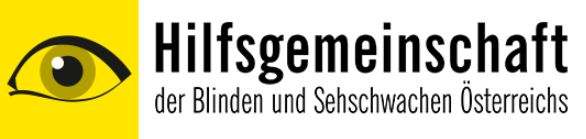 Hilfsgemeinschaft
der Blinden und Sehschwachen Österreichs